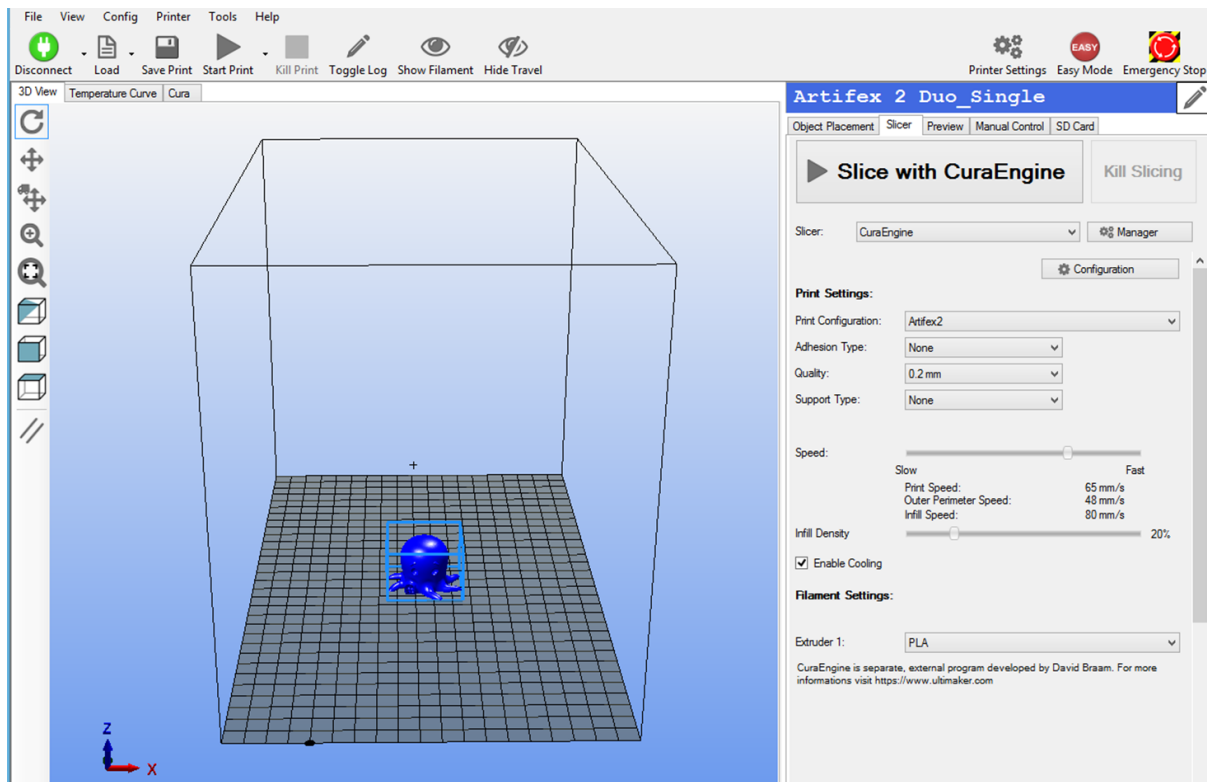 File View Config Printer Tools Help
Disconnect Load Save Print Start Print Kill Print Toggle Log Show Filament Hide Travel Printer Settings EASY Easy Mode Emergency Stop
3D View Temperature Curve Cura
Artifex 2 Duo_Single
Object Placement Slicer Preview Manual Control SD Card
Slice with CuraEngine Kill Slicing
Slicer: CuraEngine Manager
Configuration
Print Settings:
Print Configuration: Artifex2
Adhesion Type: None
Quality: 0.2 mm
Support Type: None
Speed:
Slow Fast
Print Speed: 65 mm/s
Outer Perimeter Speed: 48 mm/s
Infill Speed: 80 mm/s
Infill Density 20%
Enable Cooling
Filament Settings:
Extruder 1: PLA
CuraEngine is separate, external program developed by David Braam. For more
informations visit https://www.ultimaker.com
Z
X